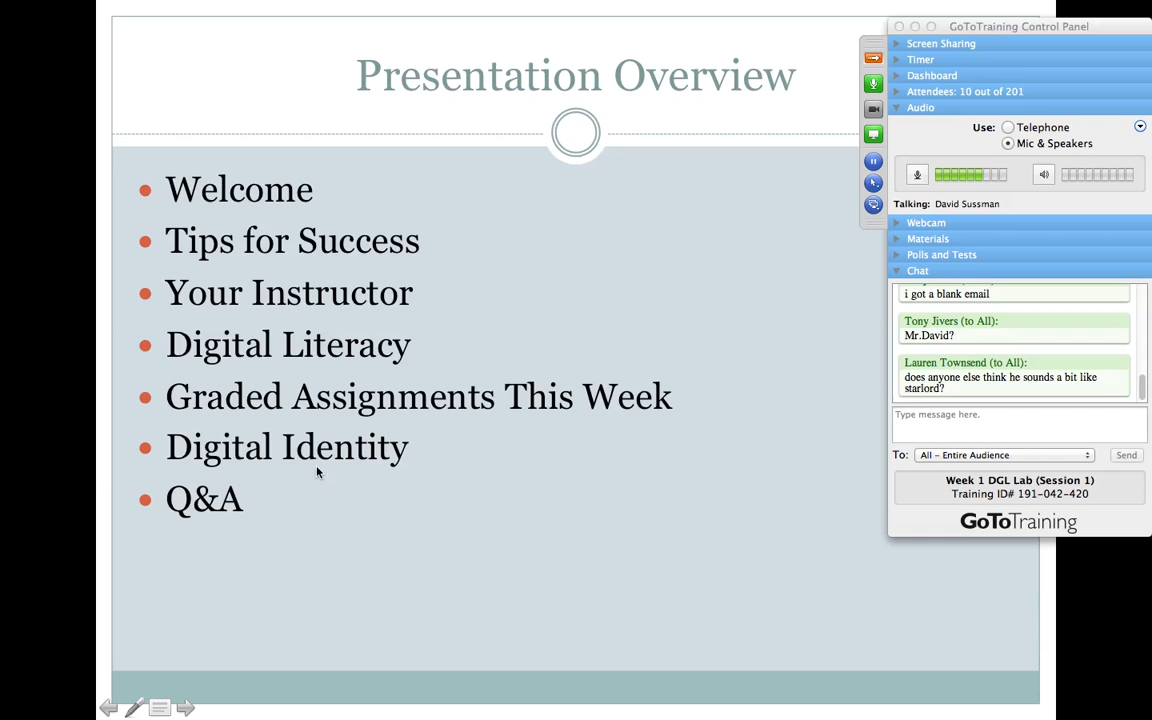 Presentation Overview
Welcome
Tips for Success
Your Instructor
Digital Literacy
Graded Assignments This Week
Digital Identity
Q&A
GoToTraining Control Panel
Screen Sharing
Timer
Dashboard
Attendees: 10 out of 201
Audio
Use: Telephone
Mic & Speakers
Talking: David Sussman
Webcam
Materials
Polls and Tests
Chat
i got a blank email
Tony Jivers (to All):
Mr.David?
Lauren Townsend (to All):
does anyone else think he sounds a bit like
starlord?
Type message here.
To: All - Entire Audience Send
Week 1 DGL Lab (Session 1)
Training ID# 191-042-420
GoToTraining